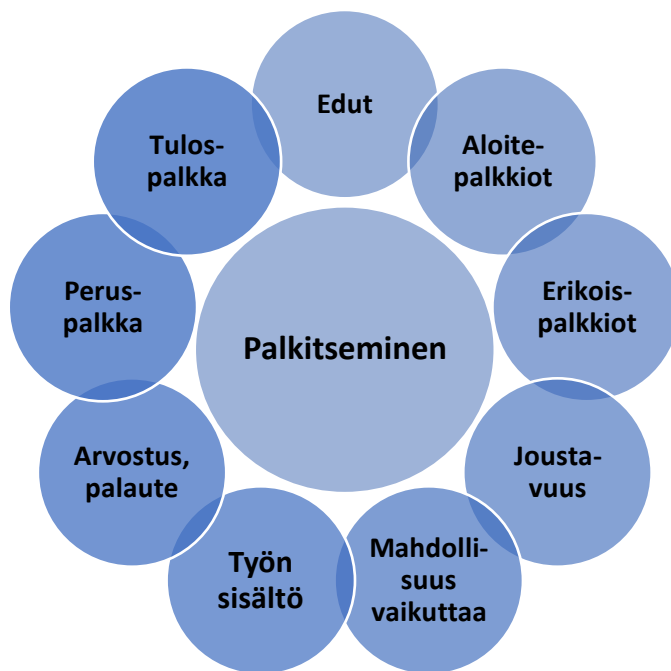 Edut
Aloite-
palkkiot
Erikois-
palkkiot
Jousta-
vuus
Mahdolli-
suus
vaikuttaa
Työn
sisältö
Arvostus,
palaute
Perus-
palkka
Tulos-
palkka
Palkitseminen